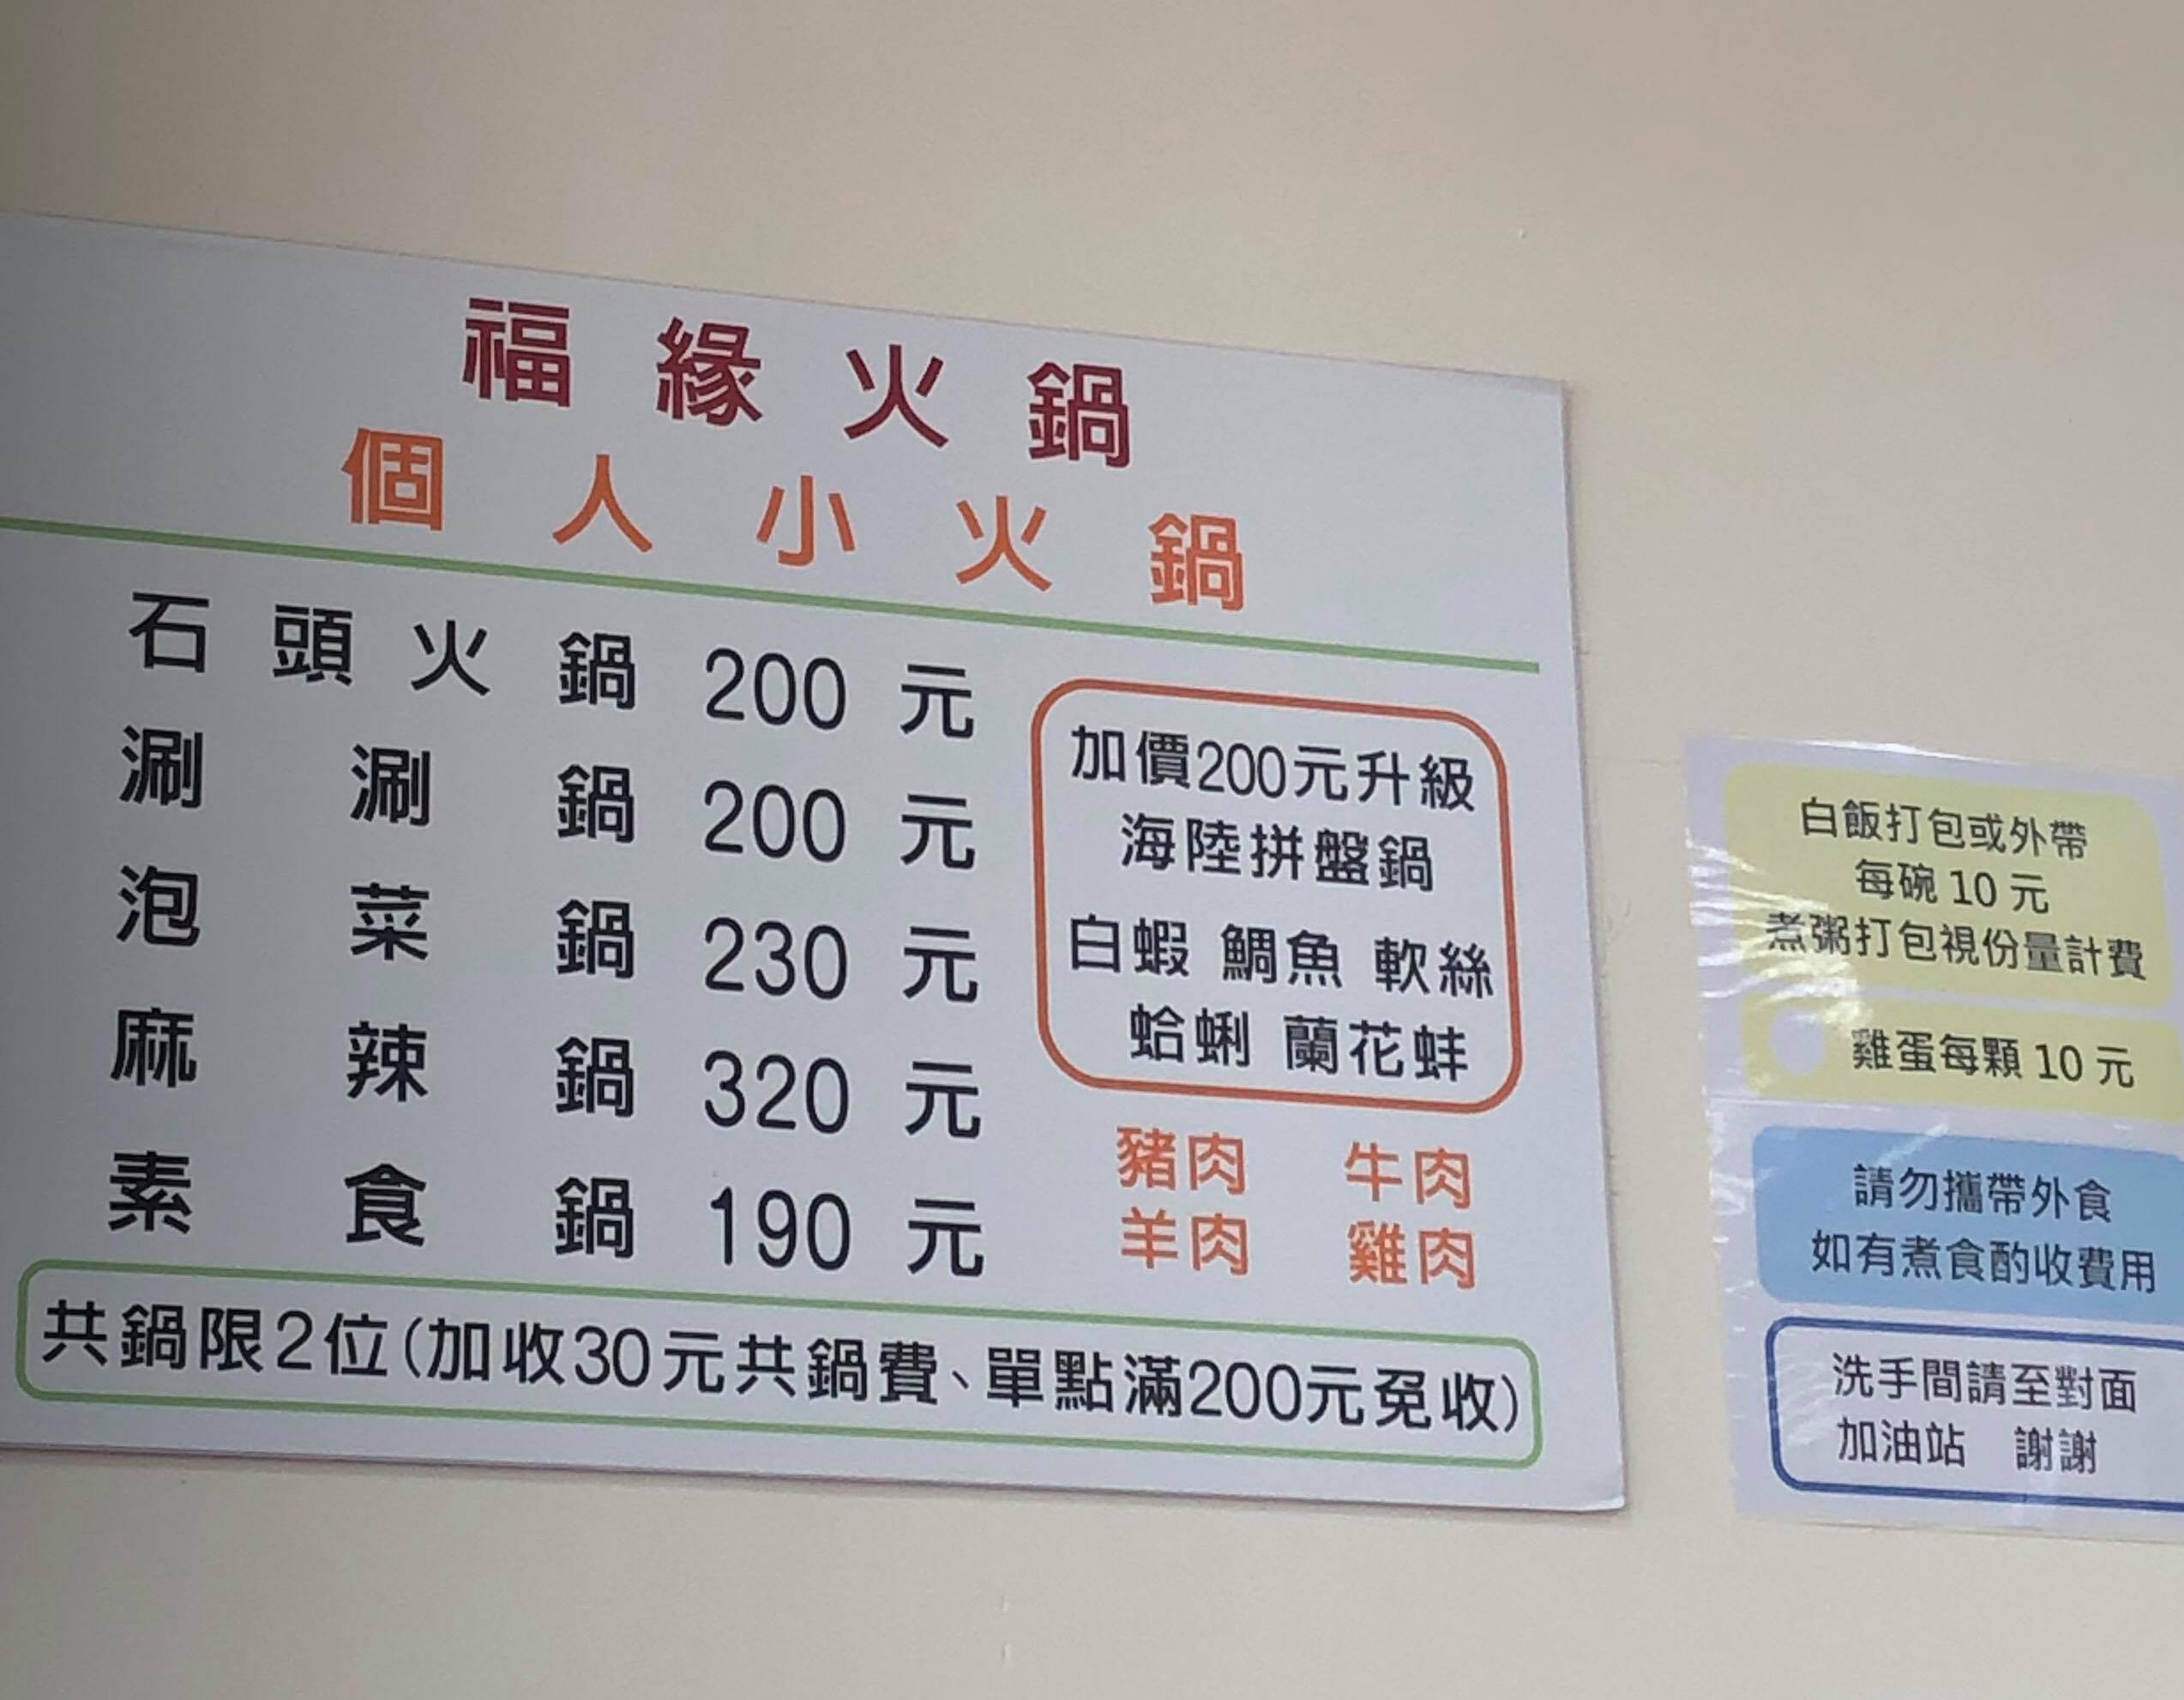 福緣火鍋
個人小火鍋
石頭火鍋 200 元
涮涮鍋 200 元
泡菜鍋 230 元
麻辣鍋 320 元
素食鍋 190 元
加價200元升級
海陸拼盤鍋
白蝦 鯛魚 軟絲
蛤蜊 蘭花蚌
豬肉 牛肉
羊肉 雞肉
共鍋限2位(加收30元共鍋費、單點滿200元免收)
白飯打包或外帶
每碗 10 元
煮粥打包視份量計費
雞蛋每顆 10 元
請勿攜帶外食
如有煮食酌收費用
洗手間請至對面
加油站 謝謝